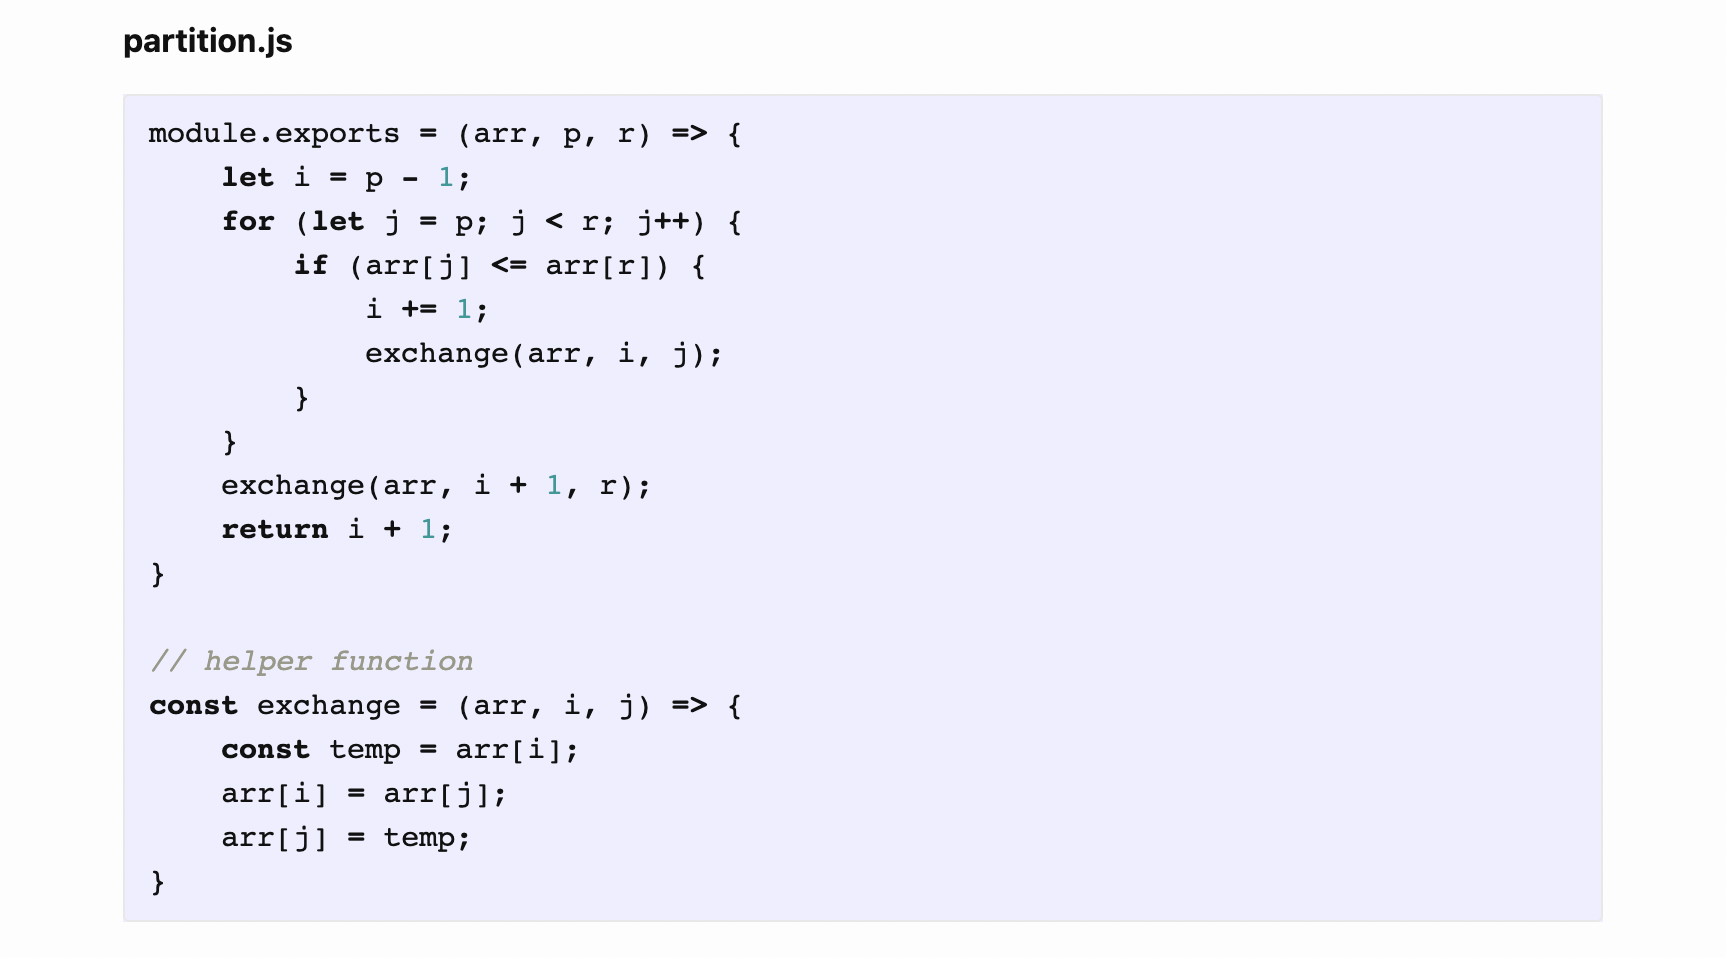 partition.js
module.exports = (arr, p, r) => {
    let i = p - 1;
    for (let j = p; j < r; j++) {
        if (arr[j] <= arr[r]) {
            i += 1;
            exchange(arr, i, j);
        }
    }
    exchange(arr, i + 1, r);
    return i + 1;
}
// helper function
const exchange = (arr, i, j) => {
    const temp = arr[i];
    arr[i] = arr[j];
    arr[j] = temp;
}